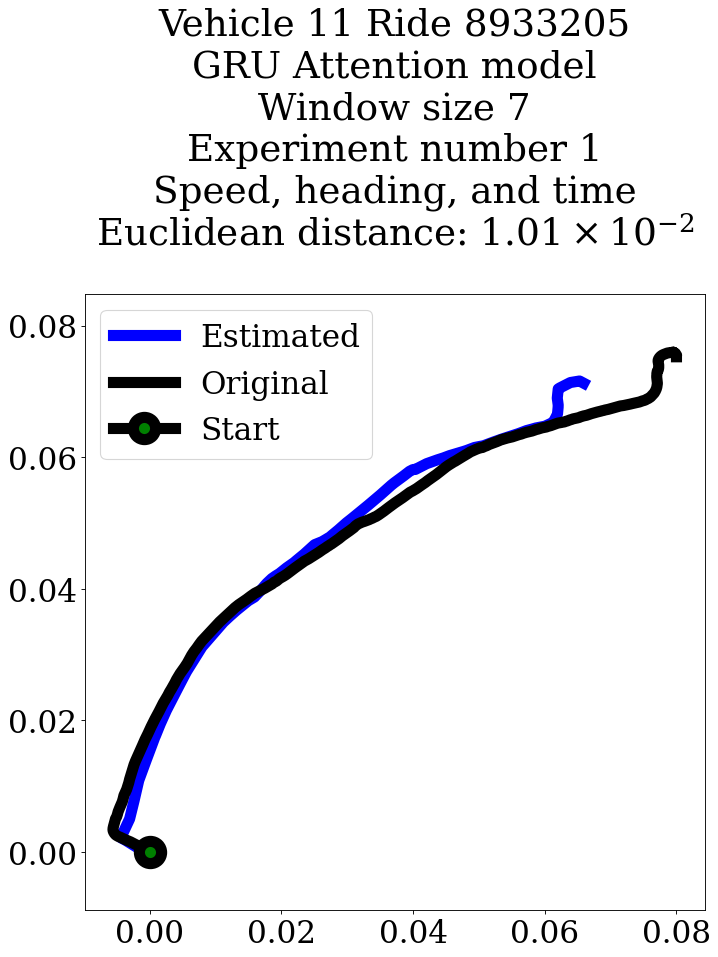 Vehicle 11 Ride 8933205
GRU Attention model
Window size 7
Experiment number 1
Speed, heading, and time
Euclidean distance: 1.01 × 10⁻²
Estimated
Original
Start
0.08
0.06
0.04
0.02
0.00
0.00 0.02 0.04 0.06 0.08